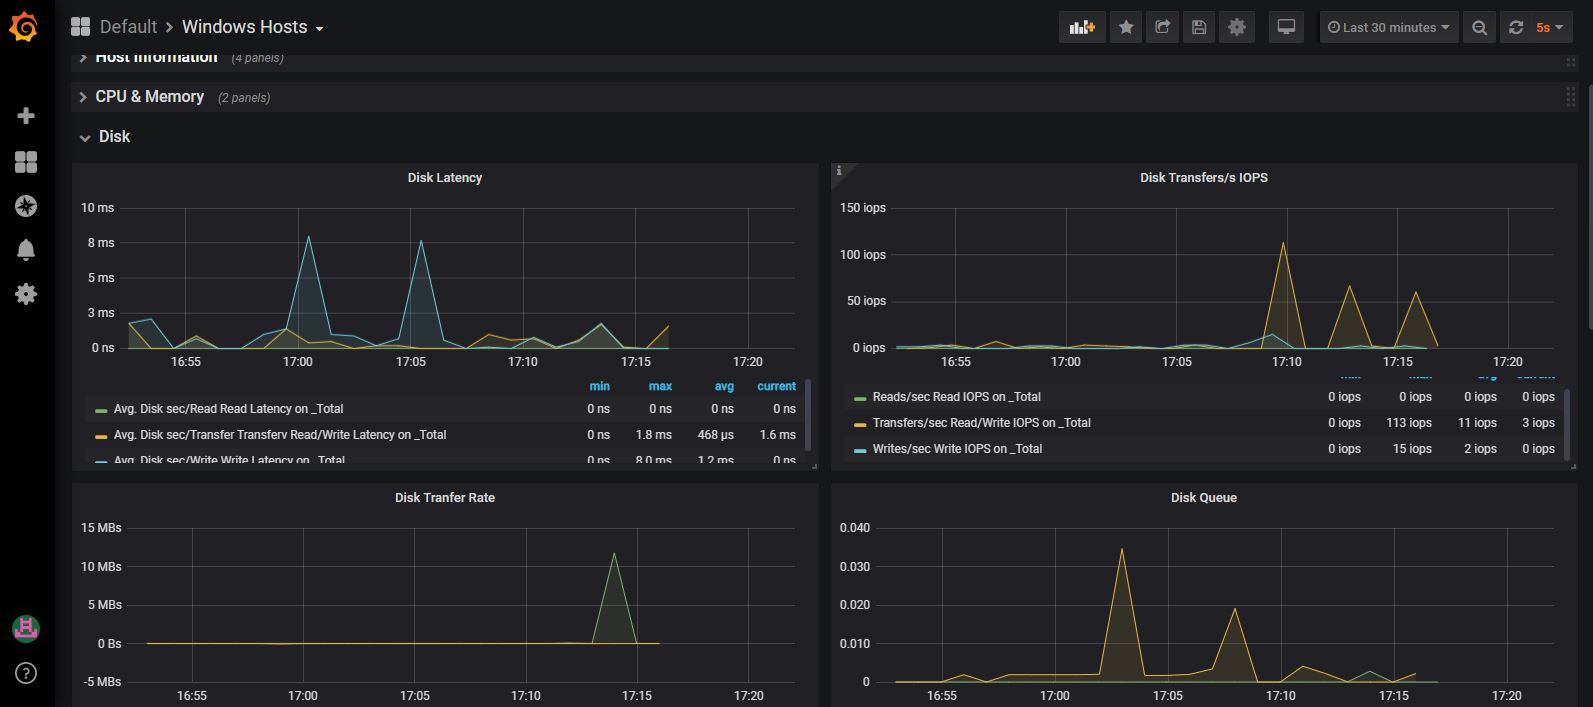 Default > Windows Hosts
Last 30 minutes
5s
Host Information (4 panels)
CPU & Memory (2 panels)
Disk
Disk Latency
10 ms
8 ms
5 ms
3 ms
0 ns
16:55 17:00 17:05 17:10 17:15 17:20
min max avg current
Avg. Disk sec/Read Read Latency on _Total 0 ns 0 ns 0 ns 0 ns
Avg. Disk sec/Transfer Transferv Read/Write Latency on _Total 0 ns 1.8 ms 468 µs 1.6 ms
Avg. Disk sec/Write Write Latency on _Total 0 ns 8.0 ms 1.2 ms 0 ns
i
Disk Transfers/s IOPS
150 iops
100 iops
50 iops
0 iops
16:55 17:00 17:05 17:10 17:15 17:20
min max avg current
Reads/sec Read IOPS on _Total 0 iops 0 iops 0 iops 0 iops
Transfers/sec Read/Write IOPS on _Total 0 iops 113 iops 11 iops 3 iops
Writes/sec Write IOPS on _Total 0 iops 15 iops 2 iops 0 iops
Disk Tranfer Rate
15 MBs
10 MBs
5 MBs
0 Bs
-5 MBs
16:55 17:00 17:05 17:10 17:15 17:20
Disk Queue
0.040
0.030
0.020
0.010
0
16:55 17:00 17:05 17:10 17:15 17:20
?